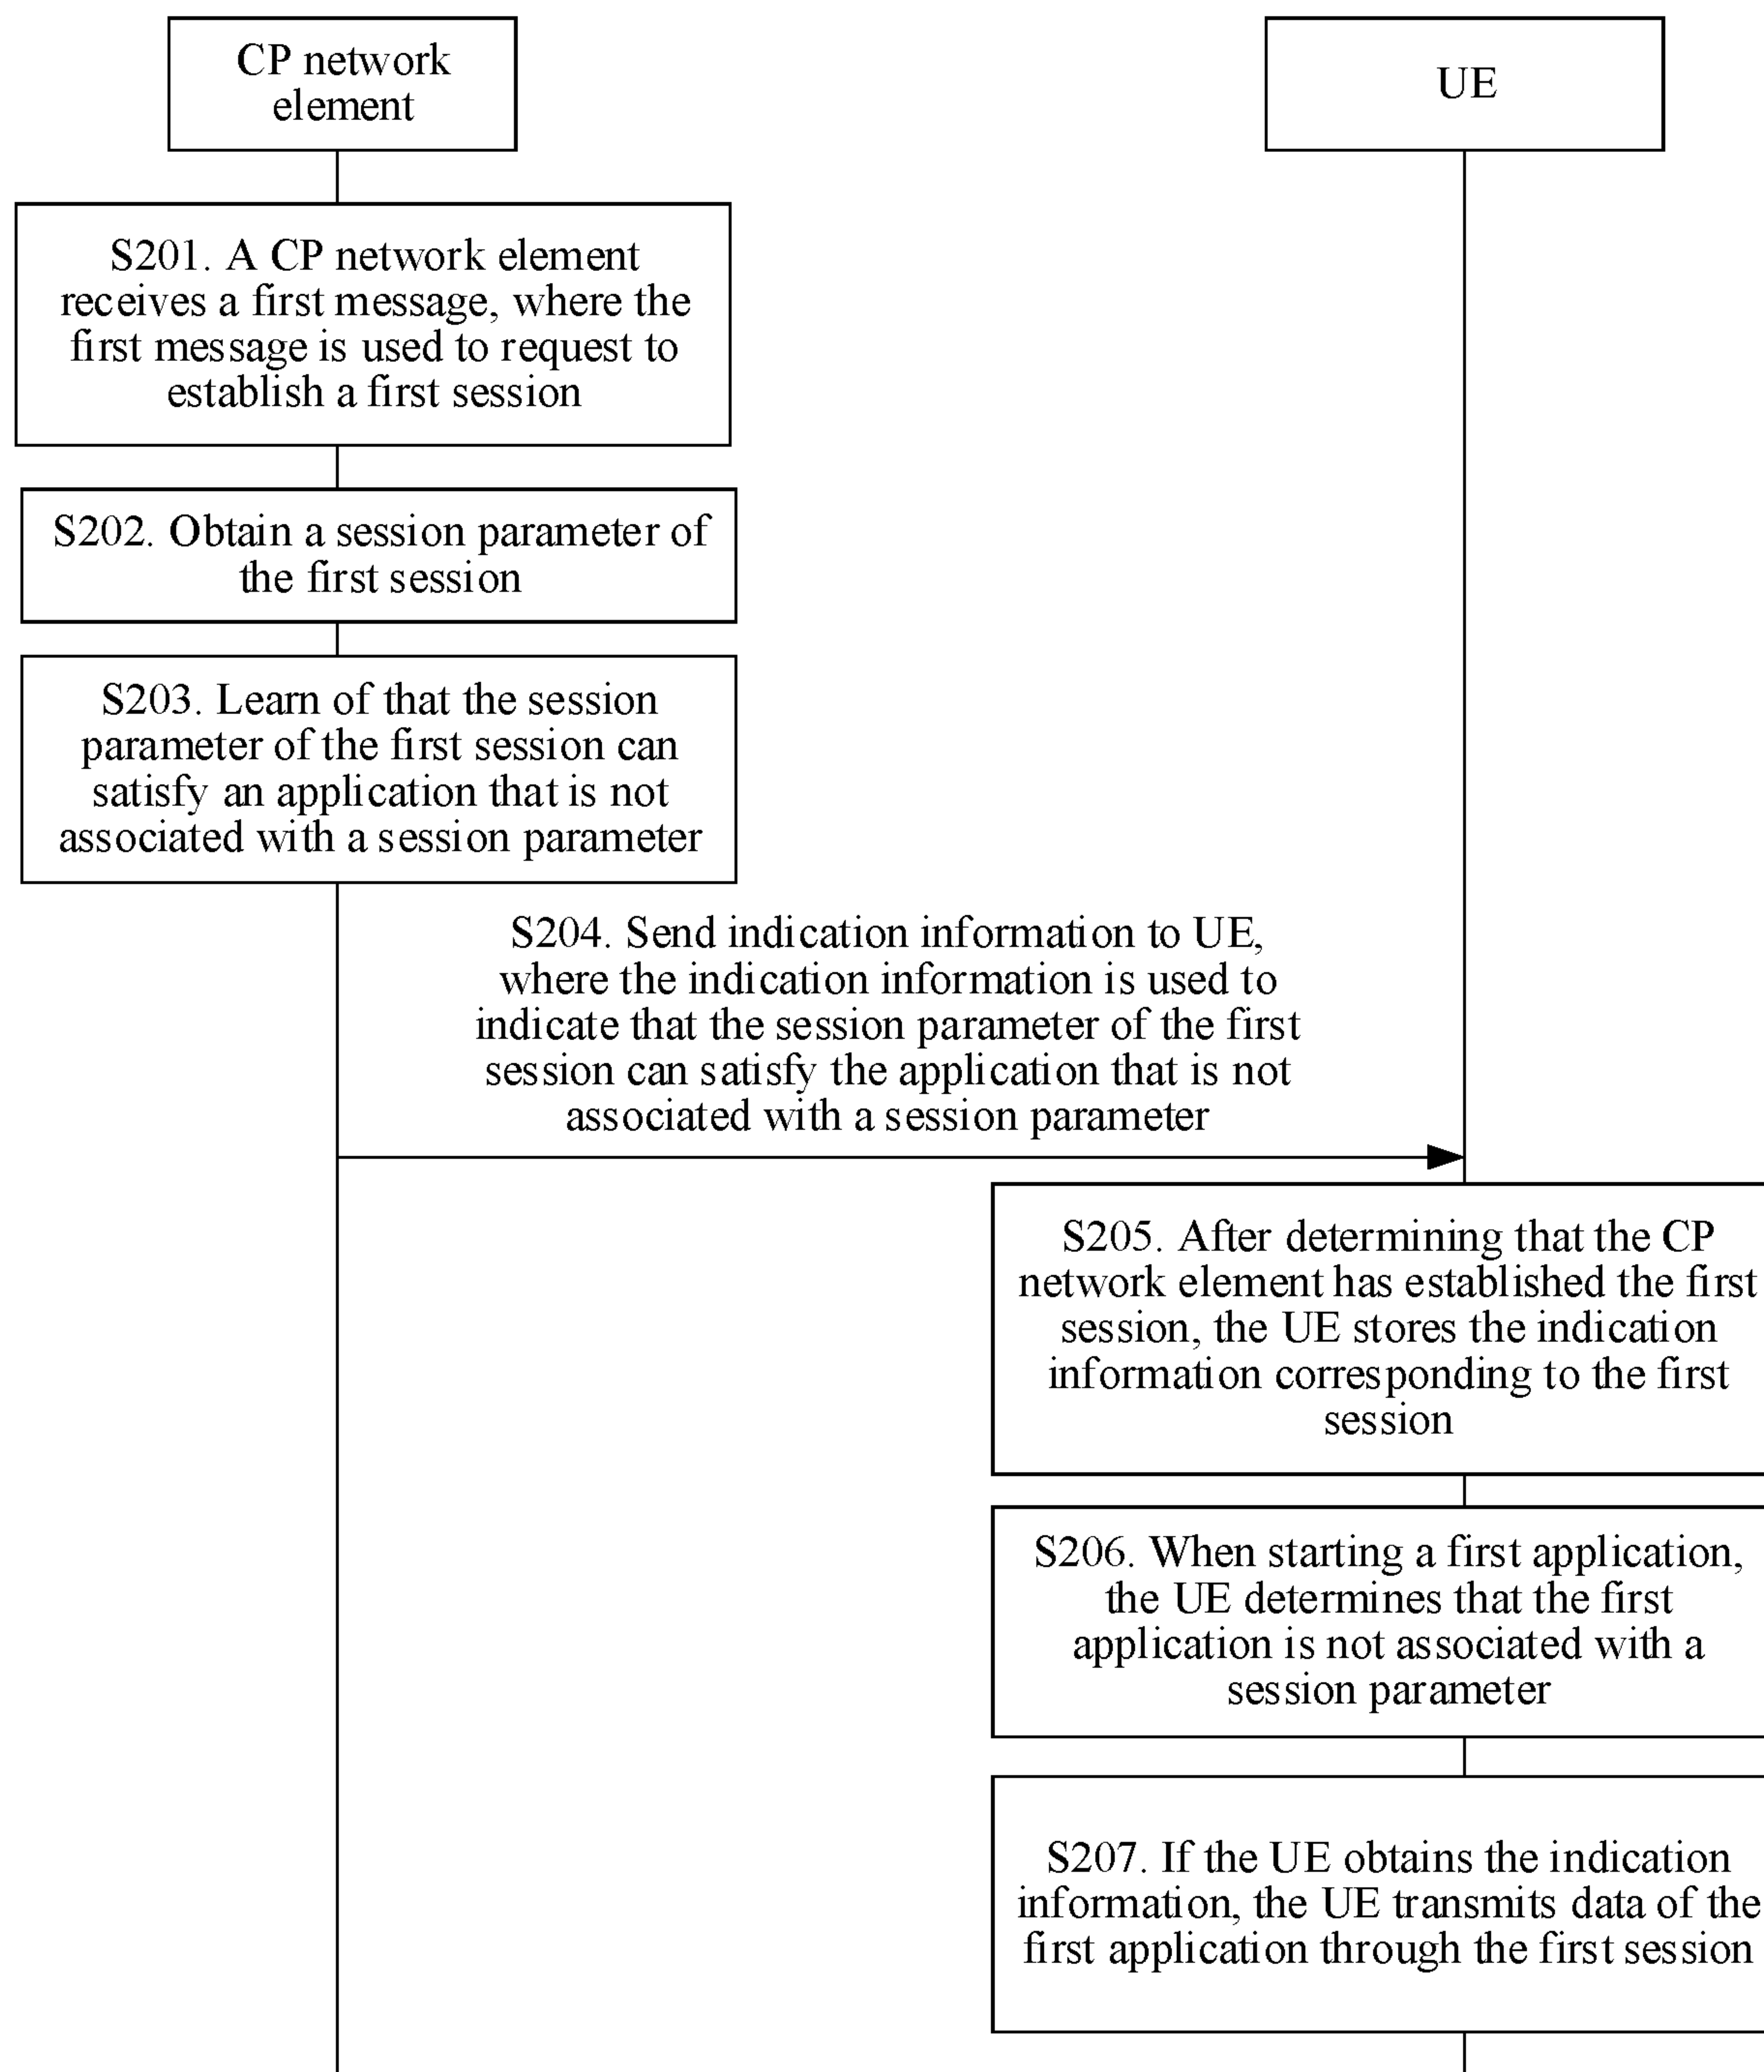 CP network
element
UE
S201. A CP network element
receives a first message, where the
first message is used to request to
establish a first session
S202. Obtain a session parameter of
the first session
S203. Learn of that the session
parameter of the first session can
satisfy an application that is not
associated with a session parameter
S204. Send indication information to UE,
where the indication information is used to
indicate that the session parameter of the first
session can satisfy the application that is not
associated with a session parameter
S205. After determining that the CP
network element has established the first
session, the UE stores the indication
information corresponding to the first
session
S206. When starting a first application,
the UE determines that the first
application is not associated with a
session parameter
S207. If the UE obtains the indication
information, the UE transmits data of the
first application through the first session